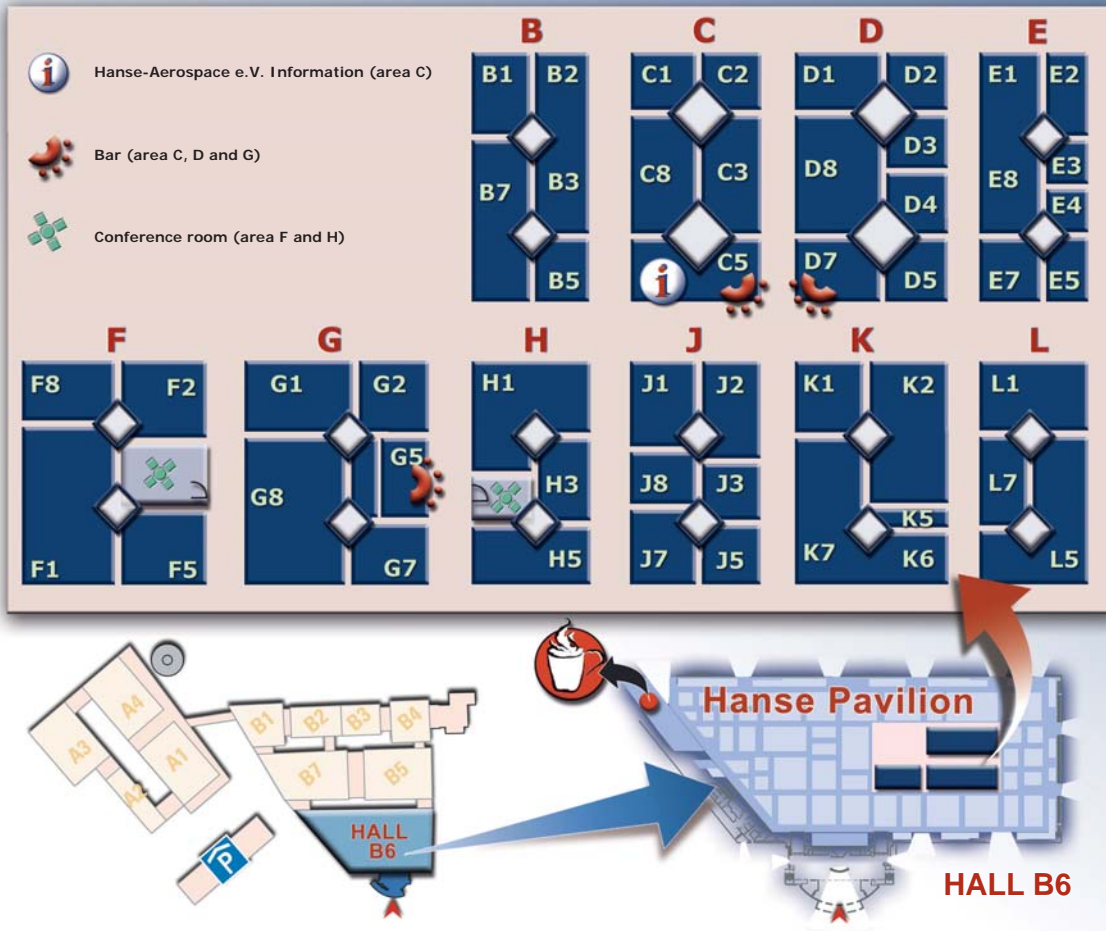 B C D E
Hanse-Aerospace e.V. Information (area C)
Bar (area C, D and G)
Conference room (area F and H)
B1 B2
B7 B3
B5
C1 C2
C8 C3
C5
i
D1 D2
D3
D8
D4
D7 D5
E1 E2
E3
E8
E4
E7 E5
F G H J K L
F8 F2
F1 F5
G1 G2
G5
G8
G7
H1
H3
H5
J1 J2
J8 J3
J7 J5
K1 K2
K5
K7 K6
L1
L7
L5
A4
A3
A1
A2
B1 B2 B3 B4
B7 B5
HALL
B6
P
Hanse Pavilion
HALL B6